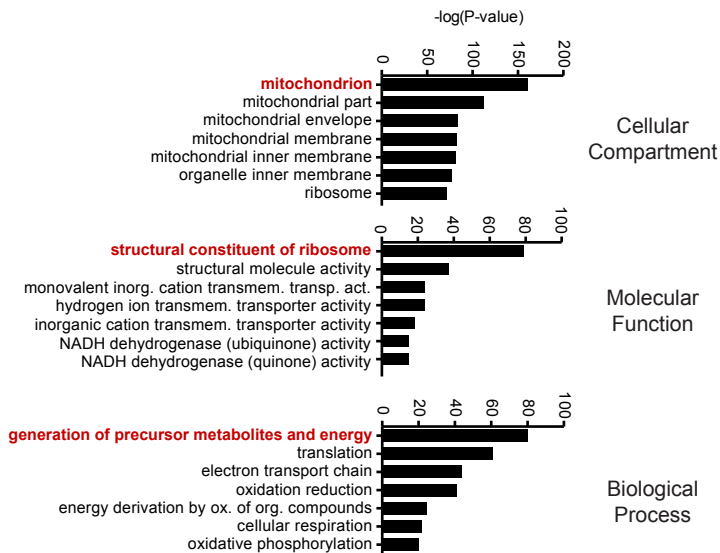 -log(P-value)
0 50 100 150 200
mitochondrion
mitochondrial part
mitochondrial envelope
mitochondrial membrane
mitochondrial inner membrane
organelle inner membrane
ribosome
Cellular
Compartment
0 20 40 60 80 100
structural constituent of ribosome
structural molecule activity
monovalent inorg. cation transmem. transp. act.
hydrogen ion transmem. transporter activity
inorganic cation transmem. transporter activity
NADH dehydrogenase (ubiquinone) activity
NADH dehydrogenase (quinone) activity
Molecular
Function
0 20 40 60 80 100
generation of precursor metabolites and energy
translation
electron transport chain
oxidation reduction
energy derivation by ox. of org. compounds
cellular respiration
oxidative phosphorylation
Biological
Process